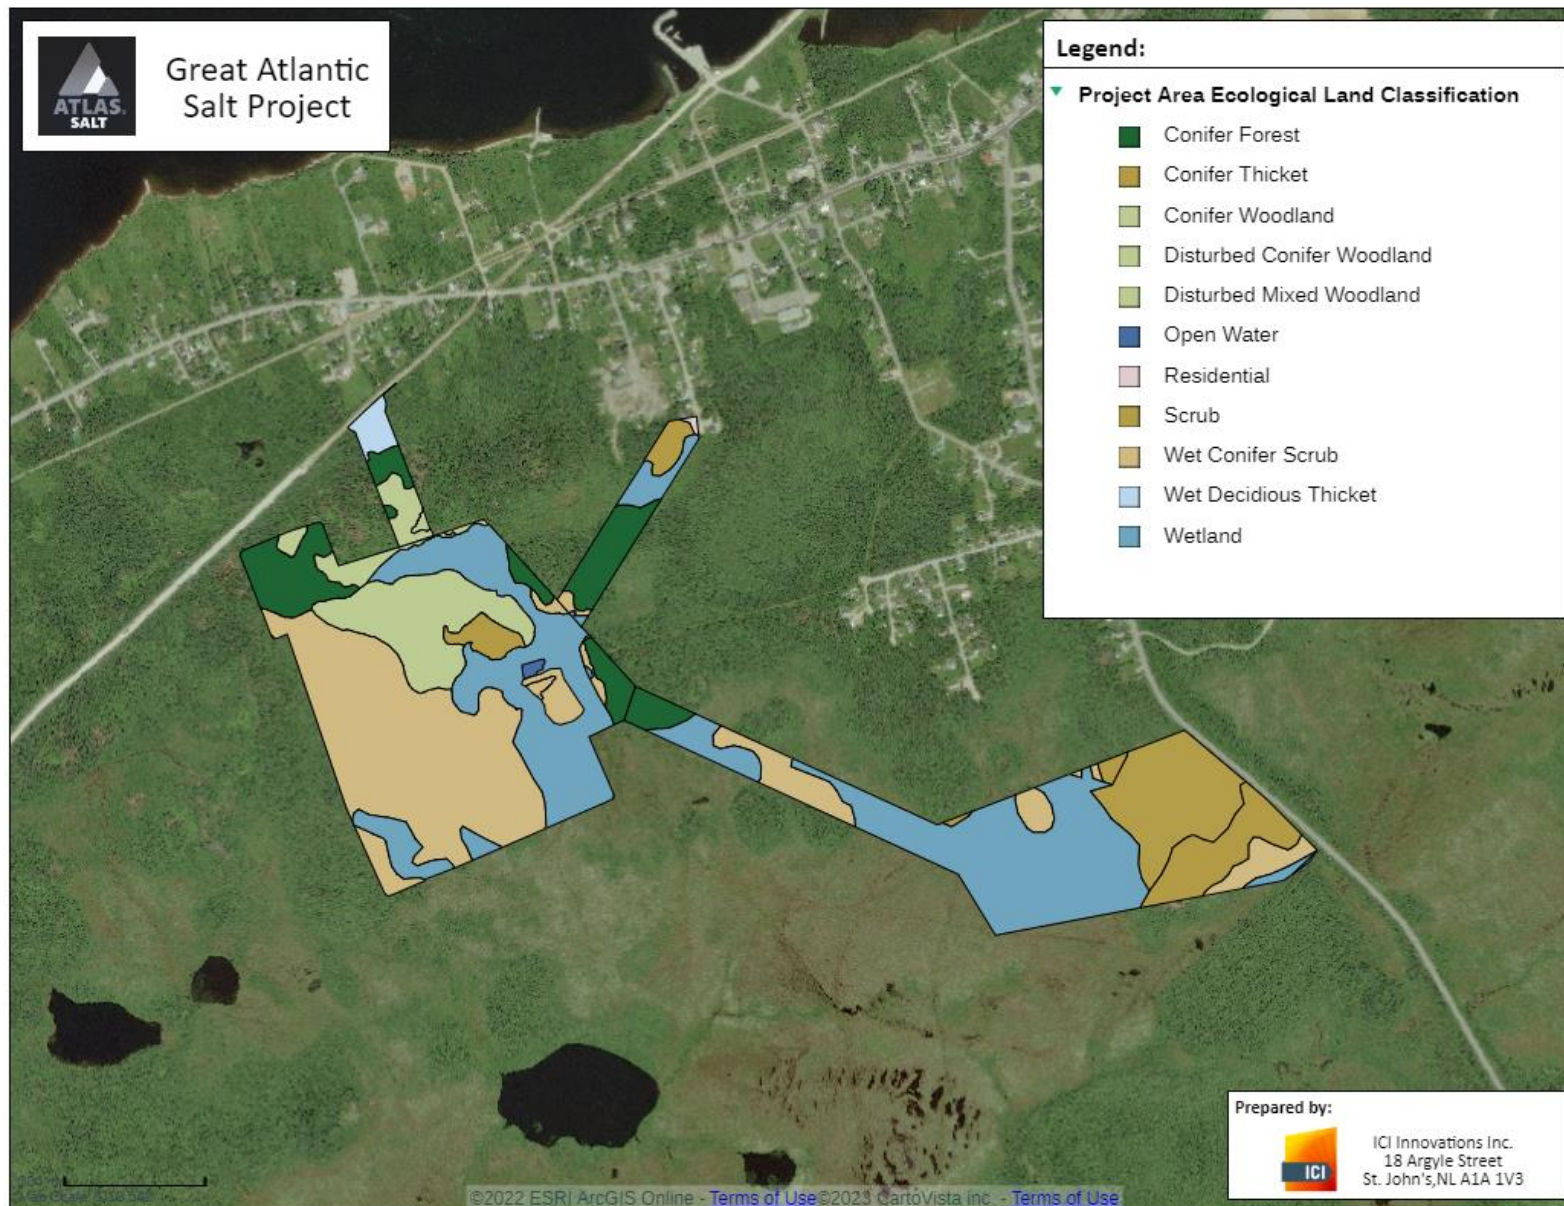 ATLAS
SALT
Great Atlantic
Salt Project
Legend:
Project Area Ecological Land Classification
Conifer Forest
Conifer Thicket
Conifer Woodland
Disturbed Conifer Woodland
Disturbed Mixed Woodland
Open Water
Residential
Scrub
Wet Conifer Scrub
Wet Decidious Thicket
Wetland
Prepared by:
ICI
ICI Innovations Inc.
18 Argyle Street
St. John's,NL A1A 1V3
©2022 ESRI ArcGIS Online - Terms of Use©2023 CartoVista inc. - Terms of Use